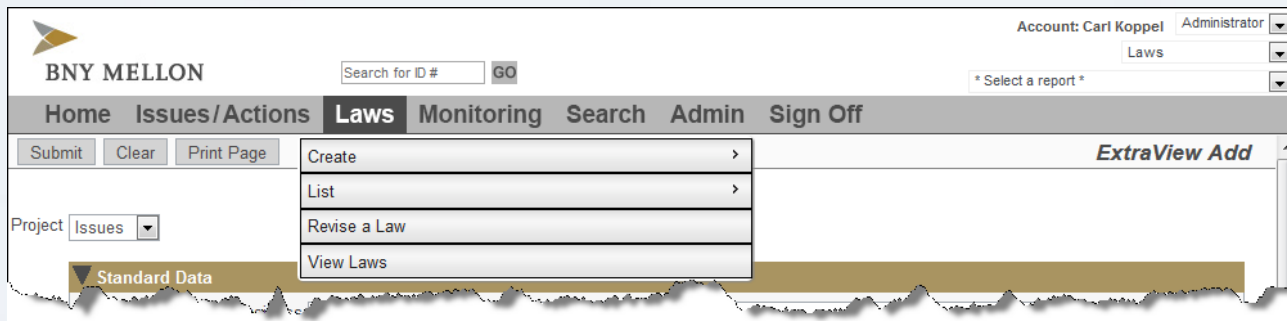 Account: Carl Koppel Administrator
Laws
BNY MELLON
Search for ID # GO
* Select a report *
Home Issues/Actions Laws Monitoring Search Admin Sign Off
Submit Clear Print Page
ExtraView Add
Create
List
Revise a Law
View Laws
Project Issues
Standard Data